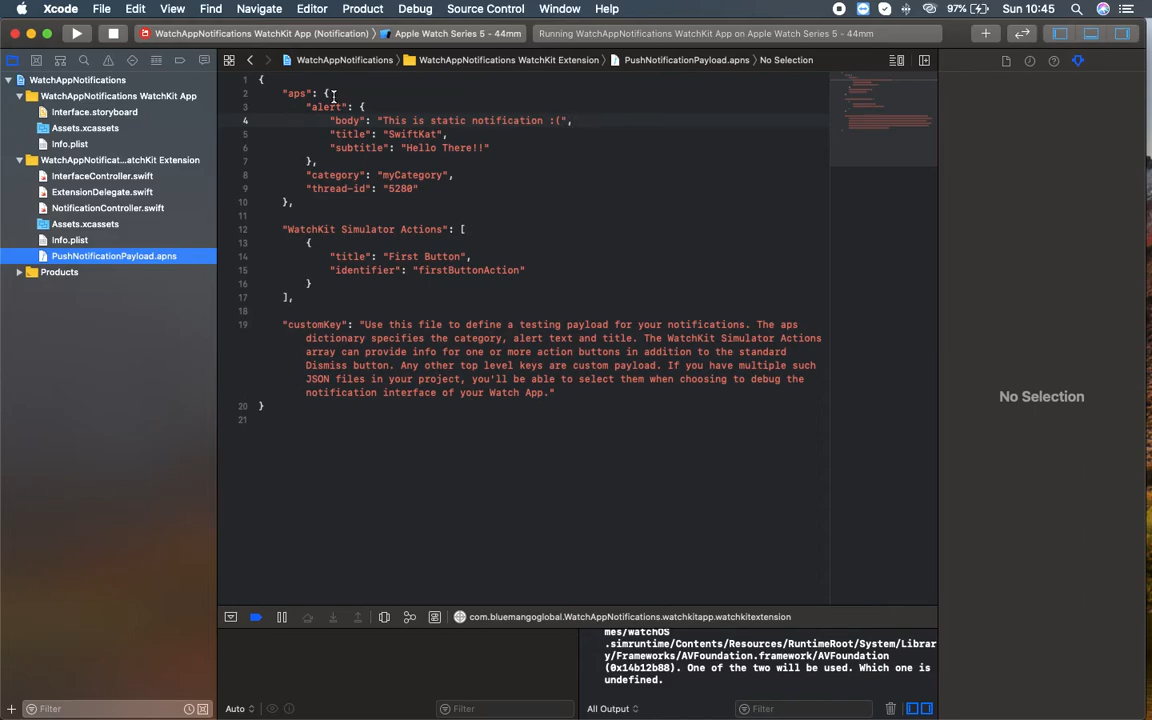 Xcode File Edit View Find Navigate Editor Product Debug Source Control Window Help 97% Sun 10:45
WatchAppNotifications WatchKit App (Notification) Apple Watch Series 5 - 44mm Running WatchAppNotifications WatchKit App on Apple Watch Series 5 - 44mm
WatchAppNotifications WatchAppNotifications WatchKit Extension PushNotificationPayload.apns No Selection
WatchAppNotifications
WatchAppNotifications WatchKit App
Interface.storyboard
Assets.xcassets
Info.plist
WatchAppNotificat...atchKit Extension
InterfaceController.swift
ExtensionDelegate.swift
NotificationController.swift
Assets.xcassets
Info.plist
PushNotificationPayload.apns
Products
1 {
2 "aps": {
3 "alert": {
4 "body": "This is static notification :(",
5 "title": "SwiftKat",
6 "subtitle": "Hello There!!"
7 },
8 "category": "myCategory",
9 "thread-id": "5280"
10 },
11
12 "WatchKit Simulator Actions": [
13 {
14 "title": "First Button",
15 "identifier": "firstButtonAction"
16 }
17 ],
18
19 "customKey": "Use this file to define a testing payload for your notifications. The aps
dictionary specifies the category, alert text and title. The WatchKit Simulator Actions
array can provide info for one or more action buttons in addition to the standard
Dismiss button. Any other top level keys are custom payload. If you have multiple such
JSON files in your project, you'll be able to select them when choosing to debug the
notification interface of your Watch App."
20 }
21
No Selection
com.bluemangoglobal.WatchAppNotifications.watchkitapp.watchkitextension
mes/watchOS
.simruntime/Contents/Resources/RuntimeRoot/System/Librar
y/Frameworks/AVFoundation.framework/AVFoundation
(0x14b12b88). One of the two will be used. Which one is
undefined.
Filter Auto Filter All Output Filter